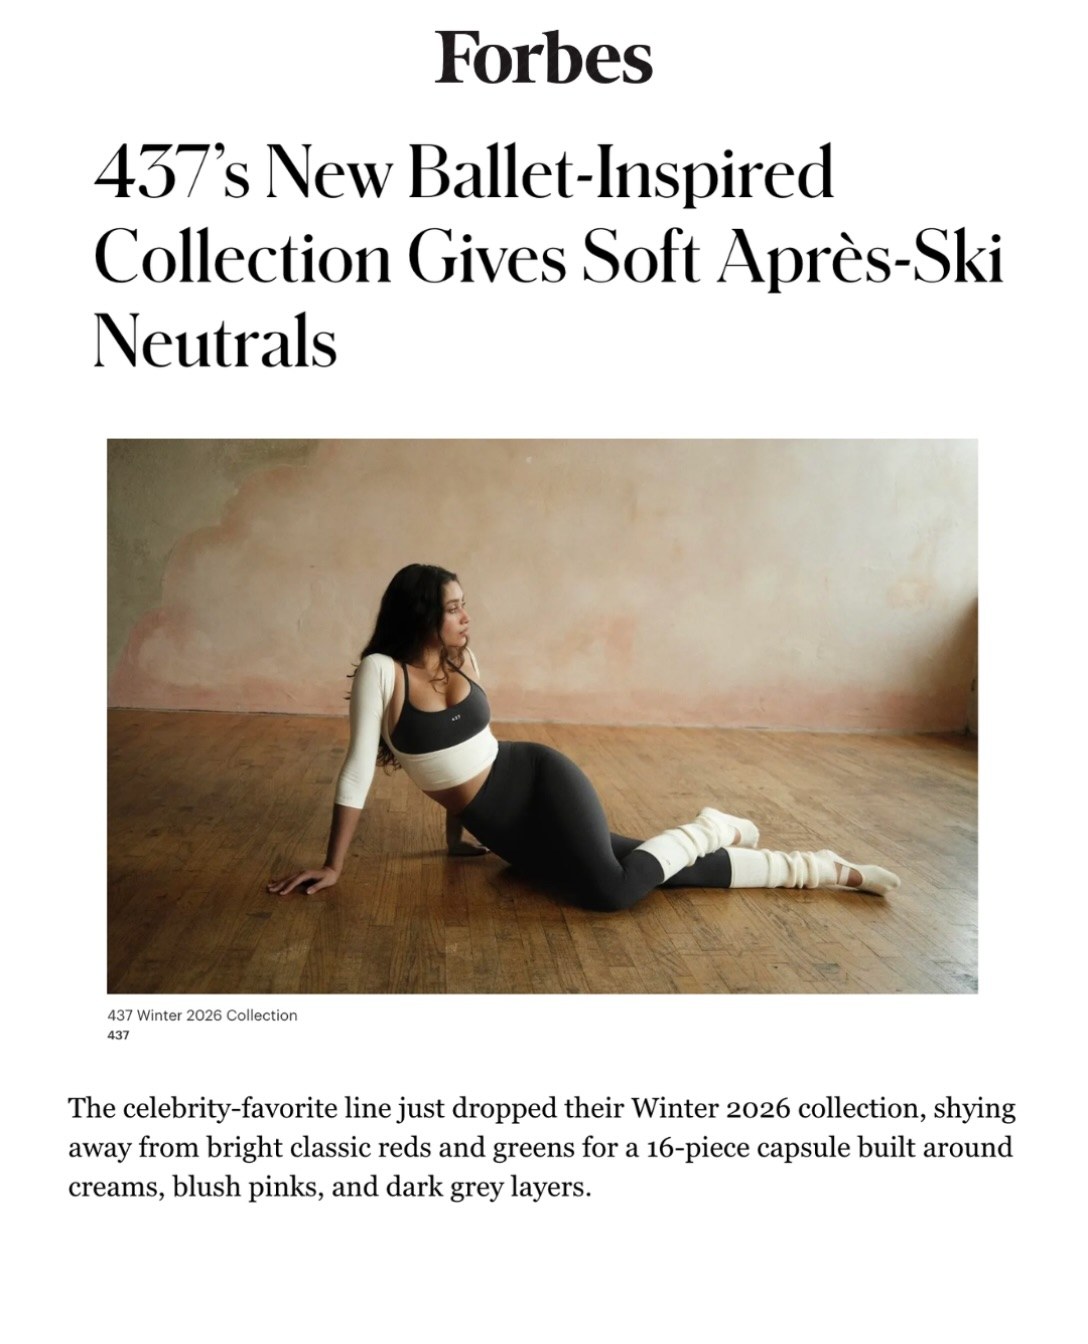 Forbes
437’s New Ballet-Inspired
Collection Gives Soft Après-Ski
Neutrals
437
437 Winter 2026 Collection
437
The celebrity-favorite line just dropped their Winter 2026 collection, shying
away from bright classic reds and greens for a 16-piece capsule built around
creams, blush pinks, and dark grey layers.